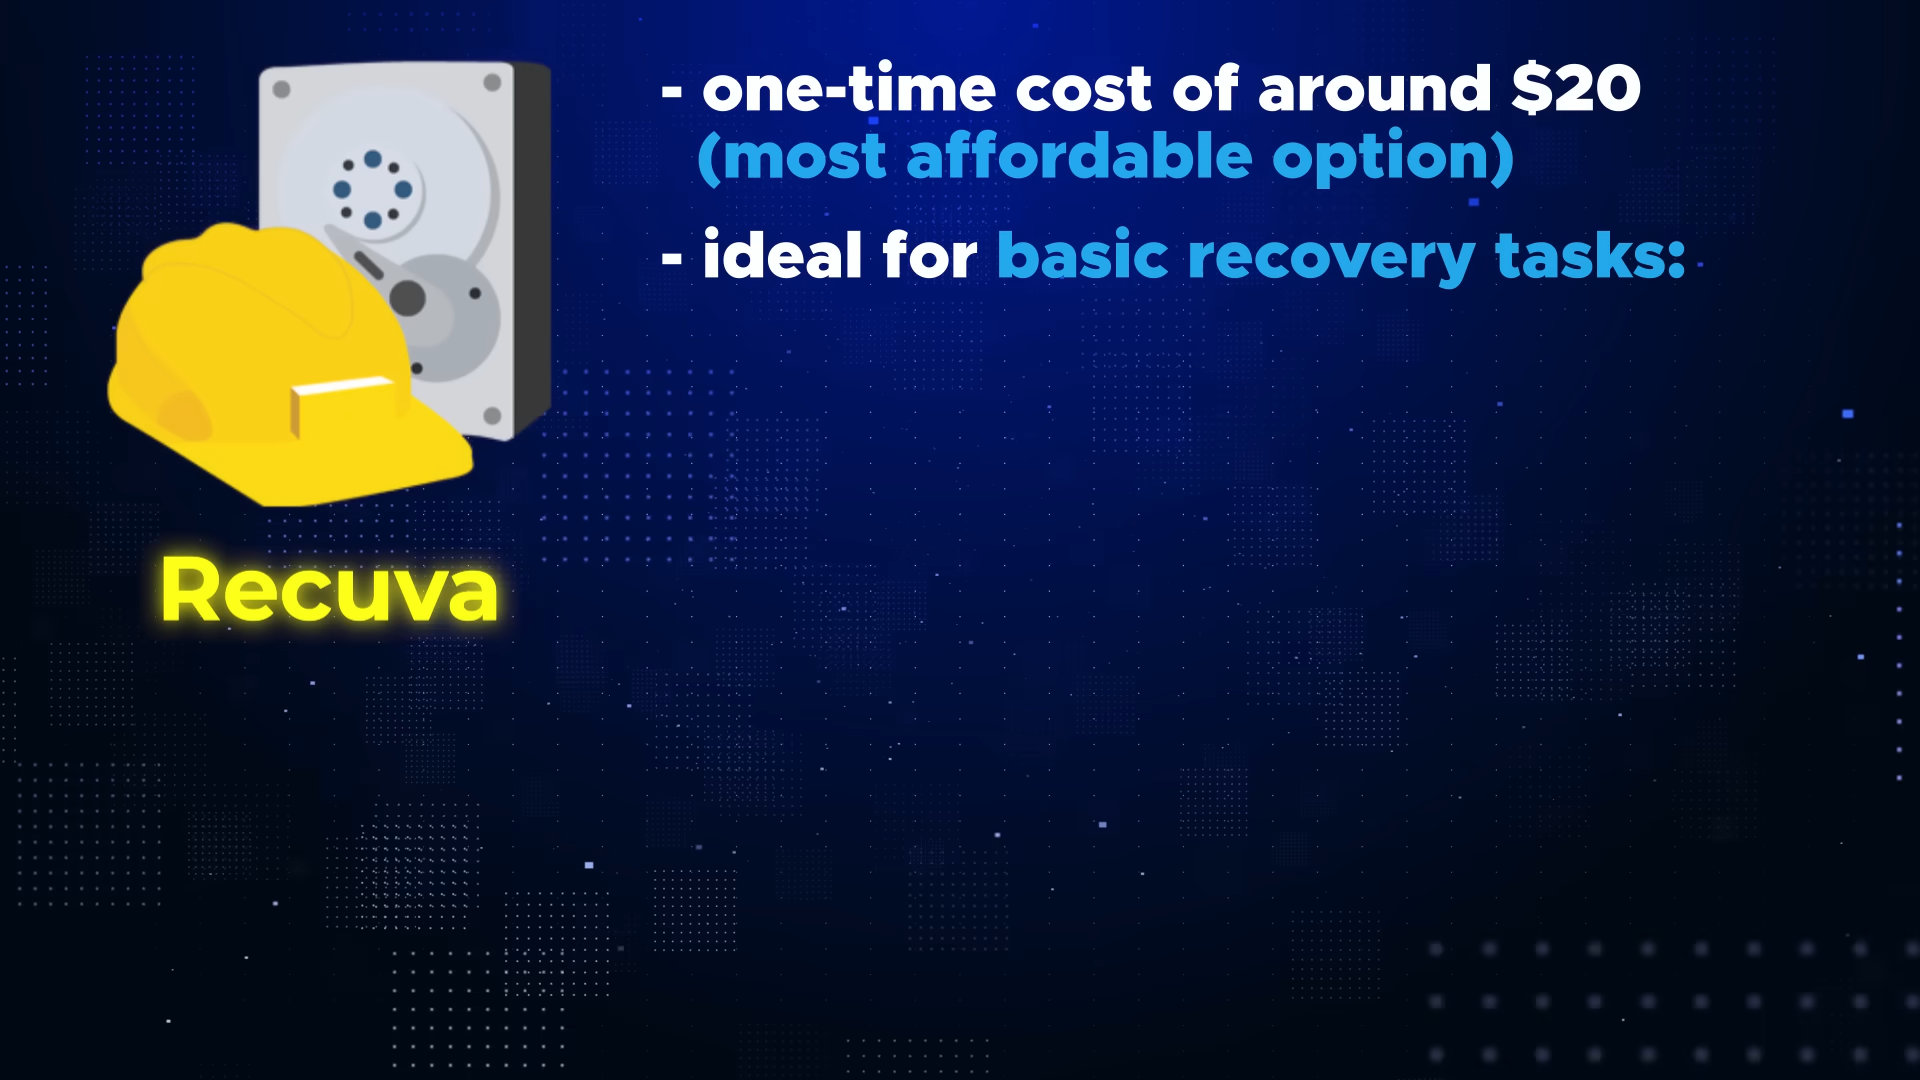 - one-time cost of around $20
(most affordable option)
- ideal for basic recovery tasks:
Recuva